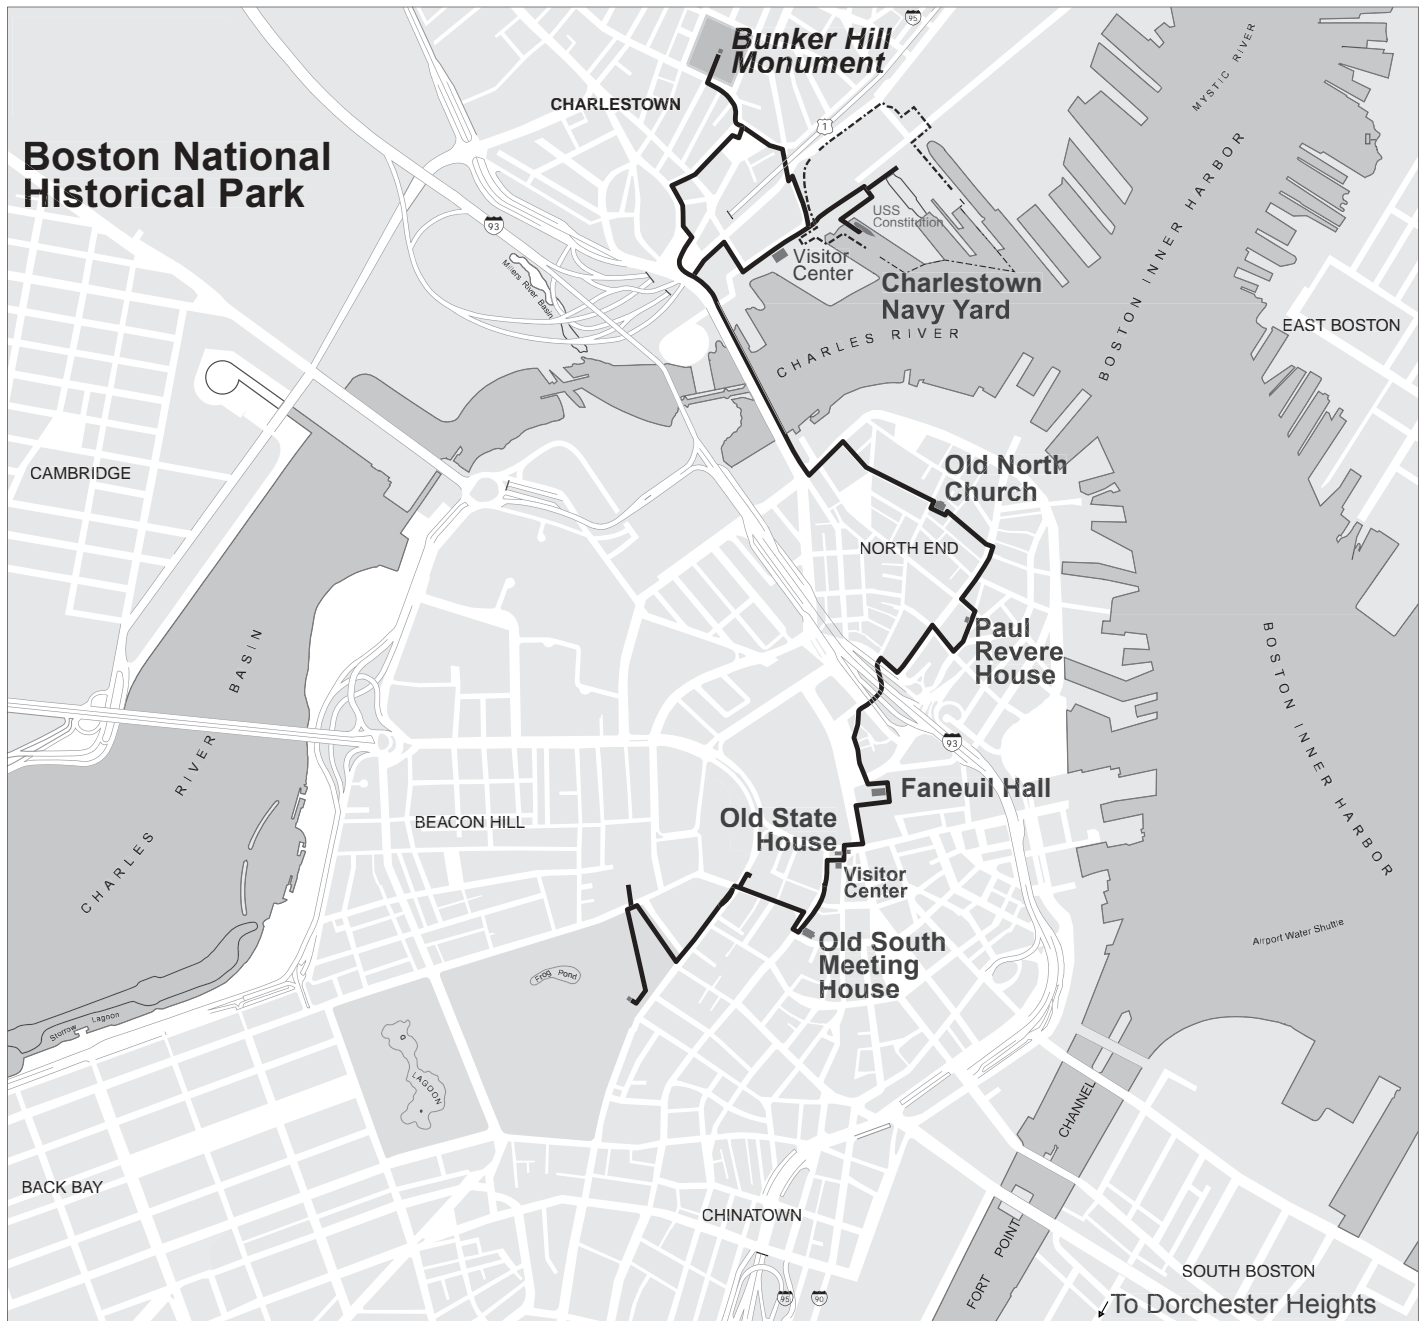 95
Bunker Hill
Monument
MYSTIC RIVER
CHARLESTOWN
1
Boston National
Historical Park
BOSTON INNER HARBOR
USS
Constitution
93
Visitor
Center
Millers River Basin
Charlestown
Navy Yard
EAST BOSTON
CHARLES RIVER
Old North
Church
CAMBRIDGE
NORTH END
Paul
Revere
House
BOSTON INNER HARBOR
CHARLES RIVER BASIN
93
Faneuil Hall
Old State
House
BEACON HILL
Visitor
Center
Old South
Meeting
House
Airport Water Shuttle
Frog Pond
Storrow Lagoon
LAGOON
FORT POINT CHANNEL
BACK BAY
CHINATOWN
SOUTH BOSTON
95
90
To Dorchester Heights